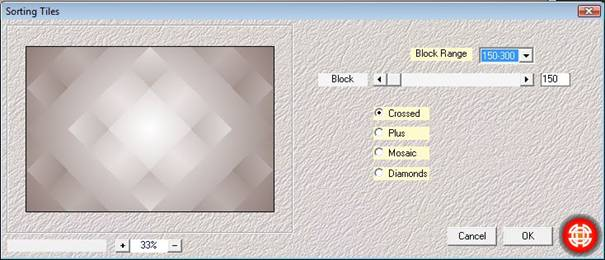 Sorting Tiles
Block Range 150-300
Block 150
Crossed
Plus
Mosaic
Diamonds
Cancel OK
+ 33% −